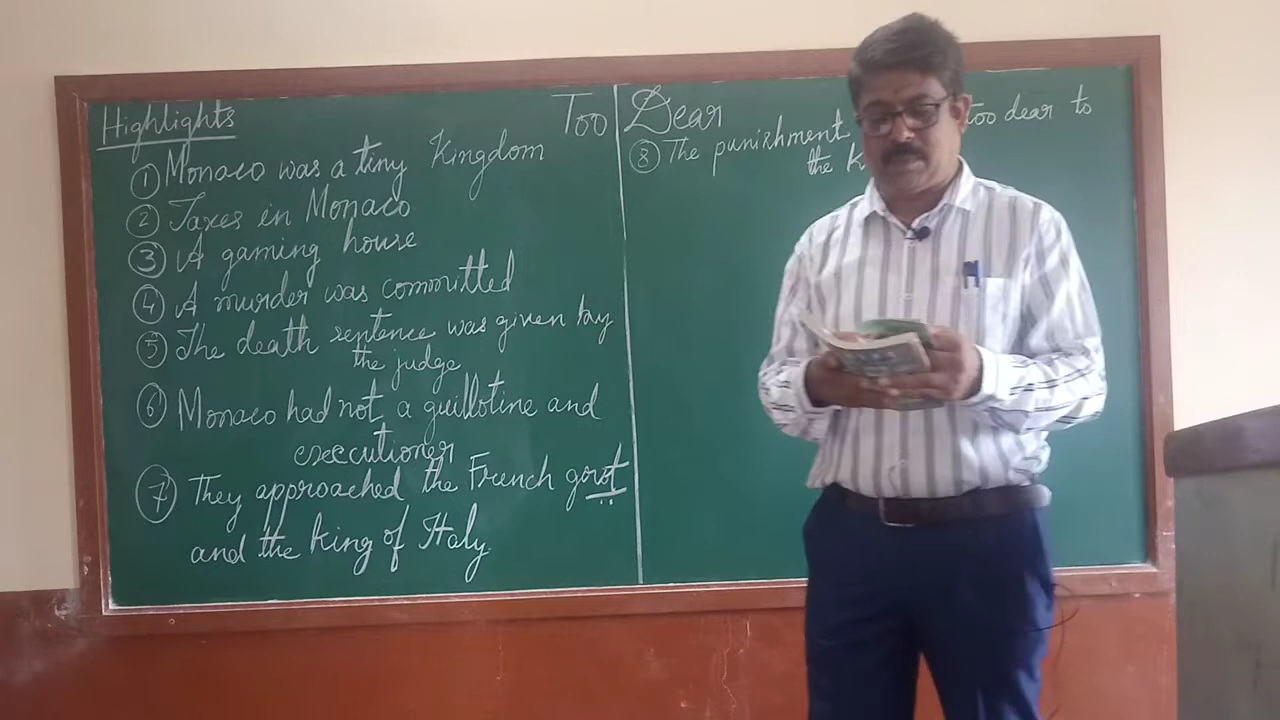 Highlights
Too Dear
① Monaco was a tiny Kingdom
② Taxes in Monaco
③ A gaming house
④ A murder was committed
⑤ The death sentence was given by
the judge
⑥ Monaco had not a guillotine and
executioner
⑦ They approached the French govt
and the king of Italy
⑧ The punishment too dear to
the K